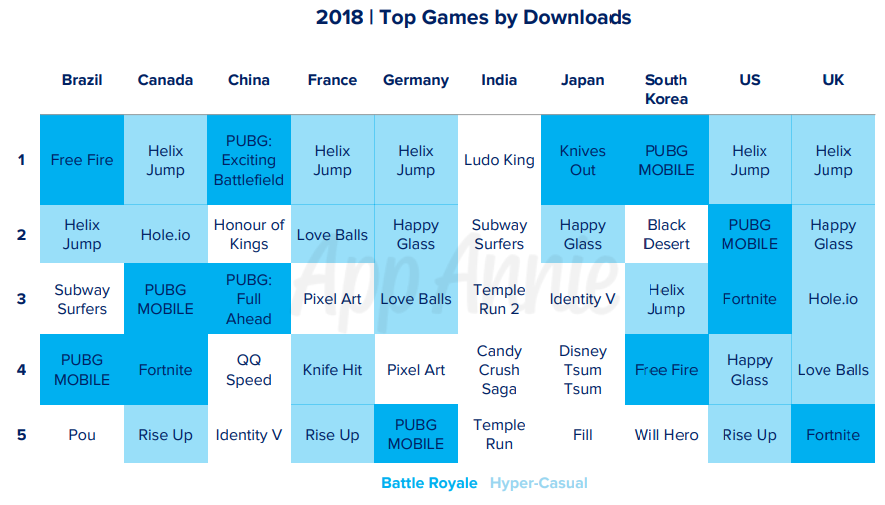 2018 | Top Games by Downloads
Brazil Canada China France Germany India Japan South Korea US UK
1 Free Fire Helix Jump PUBG: Exciting Battlefield Helix Jump Helix Jump Ludo King Knives Out PUBG MOBILE Helix Jump Helix Jump
2 Helix Jump Hole.io Honour of Kings Love Balls Happy Glass Subway Surfers Happy Glass Black Desert PUBG MOBILE Happy Glass
3 Subway Surfers PUBG MOBILE PUBG: Full Ahead Pixel Art Love Balls Temple Run 2 Identity V Helix Jump Fortnite Hole.io
4 PUBG MOBILE Fortnite QQ Speed Knife Hit Pixel Art Candy Crush Saga Disney Tsum Tsum Free Fire Happy Glass Love Balls
5 Pou Rise Up Identity V Rise Up PUBG MOBILE Temple Run Fill Will Hero Rise Up Fortnite
App Annie
Battle Royale Hyper-Casual